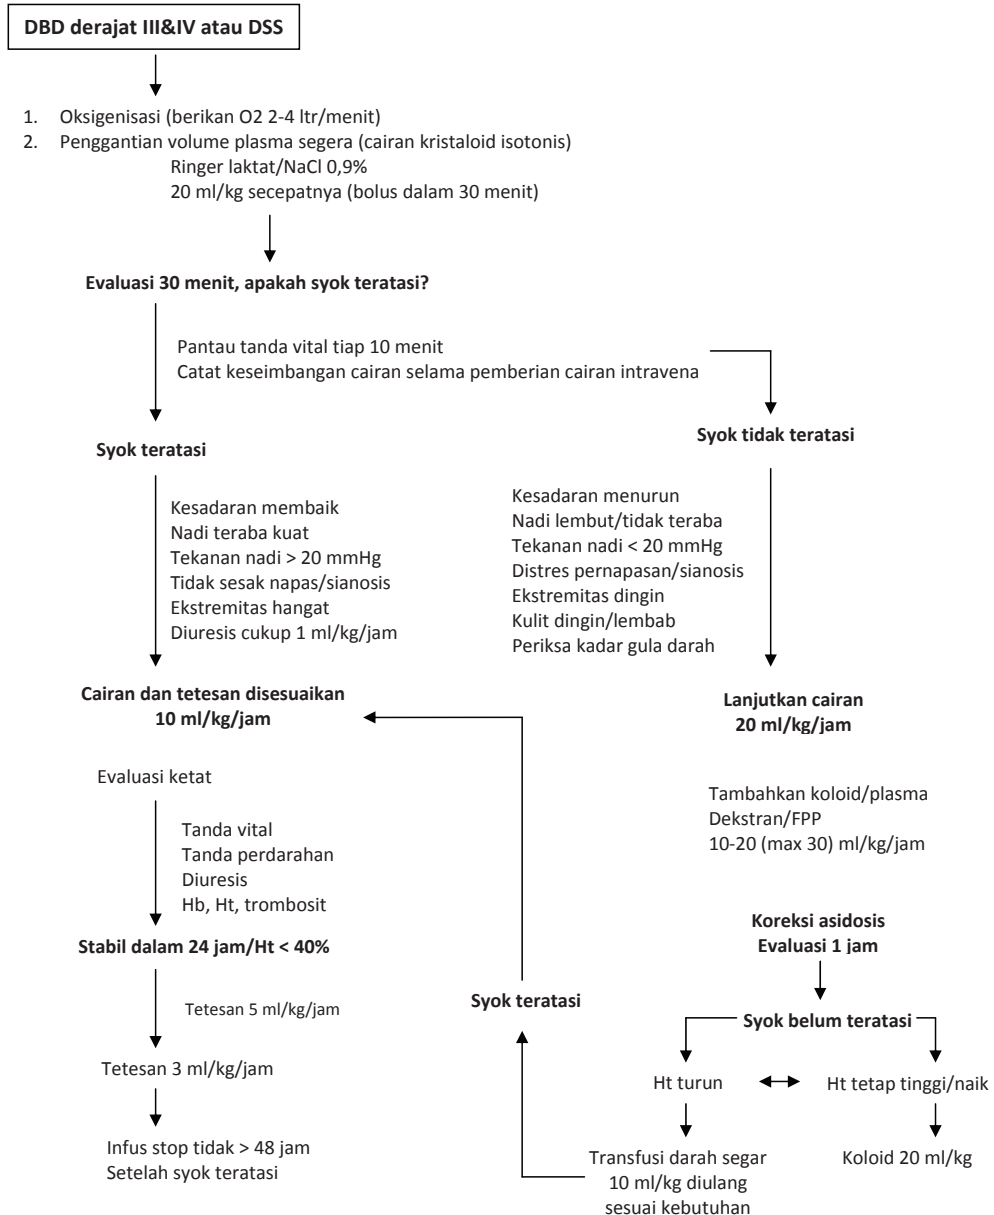 DBD derajat III&IV atau DSS
1. Oksigenisasi (berikan O2 2-4 ltr/menit)
2. Penggantian volume plasma segera (cairan kristaloid isotonis)
Ringer laktat/NaCl 0,9%
20 ml/kg secepatnya (bolus dalam 30 menit)
Evaluasi 30 menit, apakah syok teratasi?
Pantau tanda vital tiap 10 menit
Catat keseimbangan cairan selama pemberian cairan intravena
Syok teratasi
Kesadaran membaik
Nadi teraba kuat
Tekanan nadi > 20 mmHg
Tidak sesak napas/sianosis
Ekstremitas hangat
Diuresis cukup 1 ml/kg/jam
Cairan dan tetesan disesuaikan
10 ml/kg/jam
Evaluasi ketat
Tanda vital
Tanda perdarahan
Diuresis
Hb, Ht, trombosit
Stabil dalam 24 jam/Ht < 40%
Tetesan 5 ml/kg/jam
Tetesan 3 ml/kg/jam
Infus stop tidak > 48 jam
Setelah syok teratasi
Syok tidak teratasi
Kesadaran menurun
Nadi lembut/tidak teraba
Tekanan nadi < 20 mmHg
Distres pernapasan/sianosis
Ekstremitas dingin
Kulit dingin/lembab
Periksa kadar gula darah
Lanjutkan cairan
20 ml/kg/jam
Tambahkan koloid/plasma
Dekstran/FPP
10-20 (max 30) ml/kg/jam
Koreksi asidosis
Evaluasi 1 jam
Syok belum teratasi
Ht turun
Ht tetap tinggi/naik
Transfusi darah segar
10 ml/kg diulang
sesuai kebutuhan
Koloid 20 ml/kg
Syok teratasi